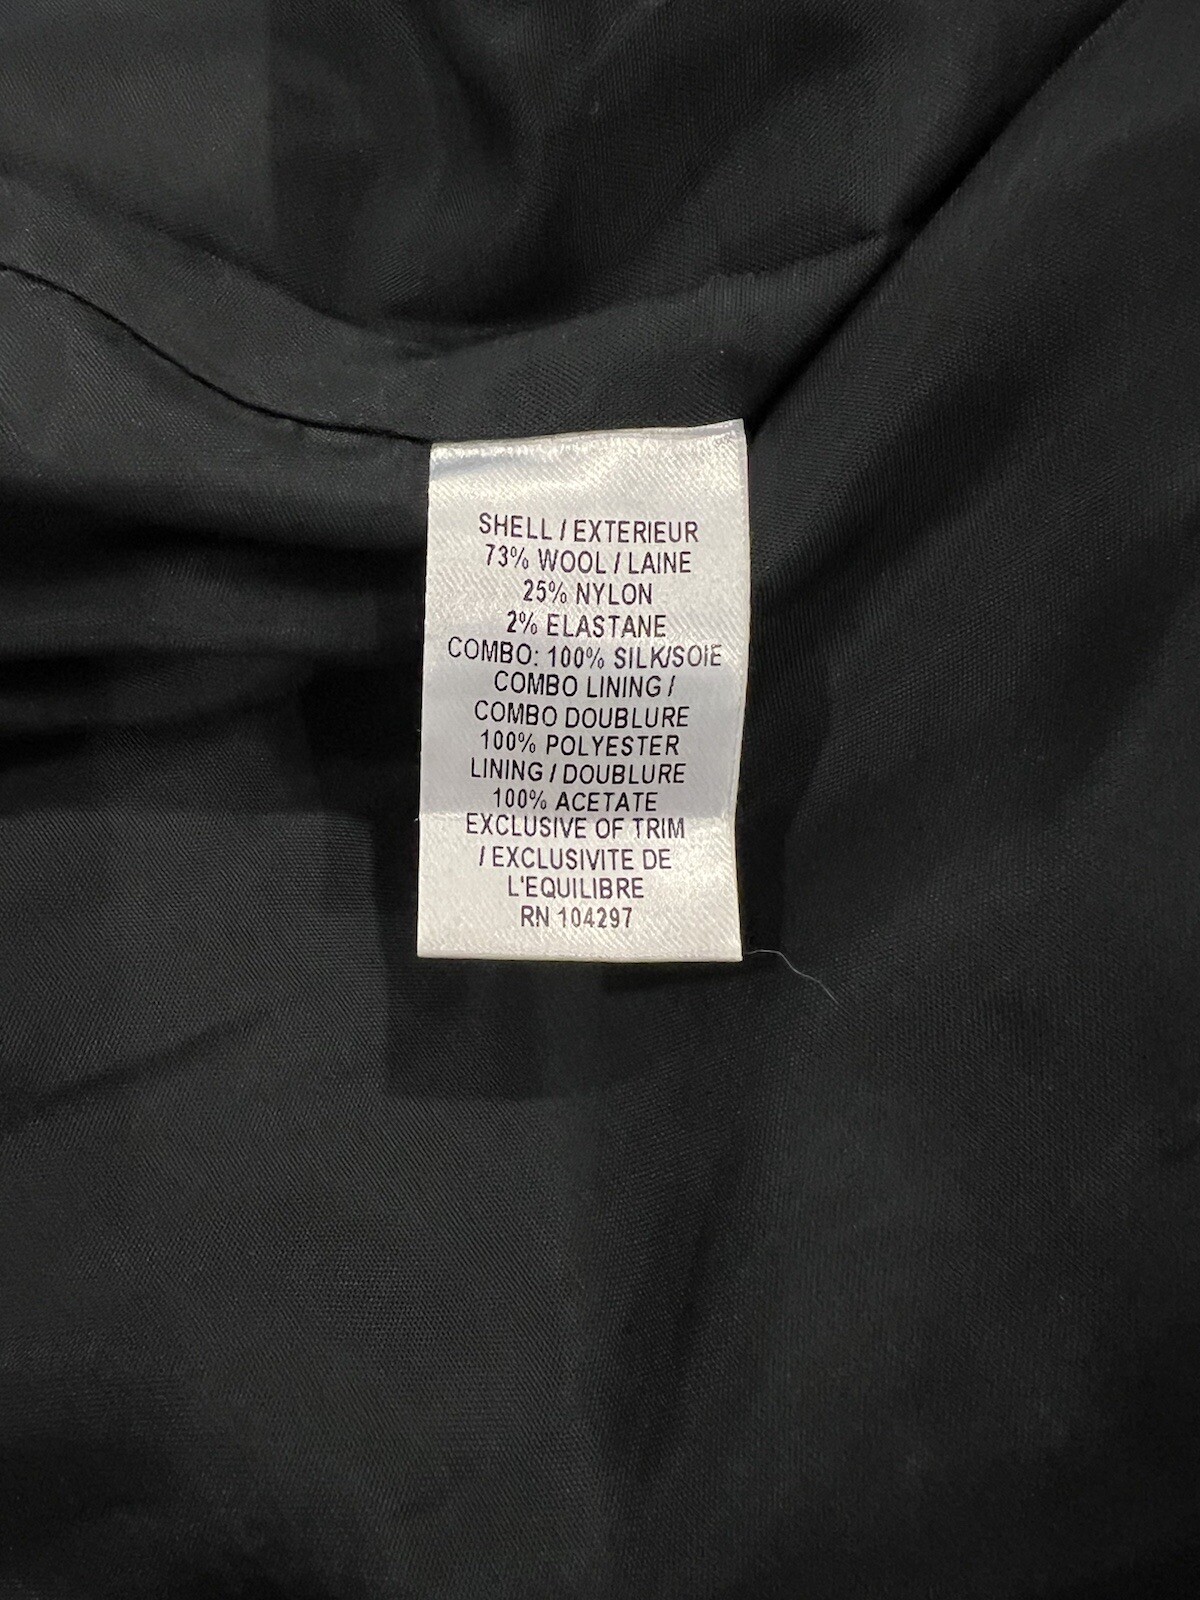 SHELL / EXTERIEUR
73% WOOL / LAINE
25% NYLON
2% ELASTANE
COMBO: 100% SILK/SOIE
COMBO LINING /
COMBO DOUBLURE
100% POLYESTER
LINING / DOUBLURE
100% ACETATE
EXCLUSIVE OF TRIM
/ EXCLUSIVITE DE
L'EQUILIBRE
RN 104297